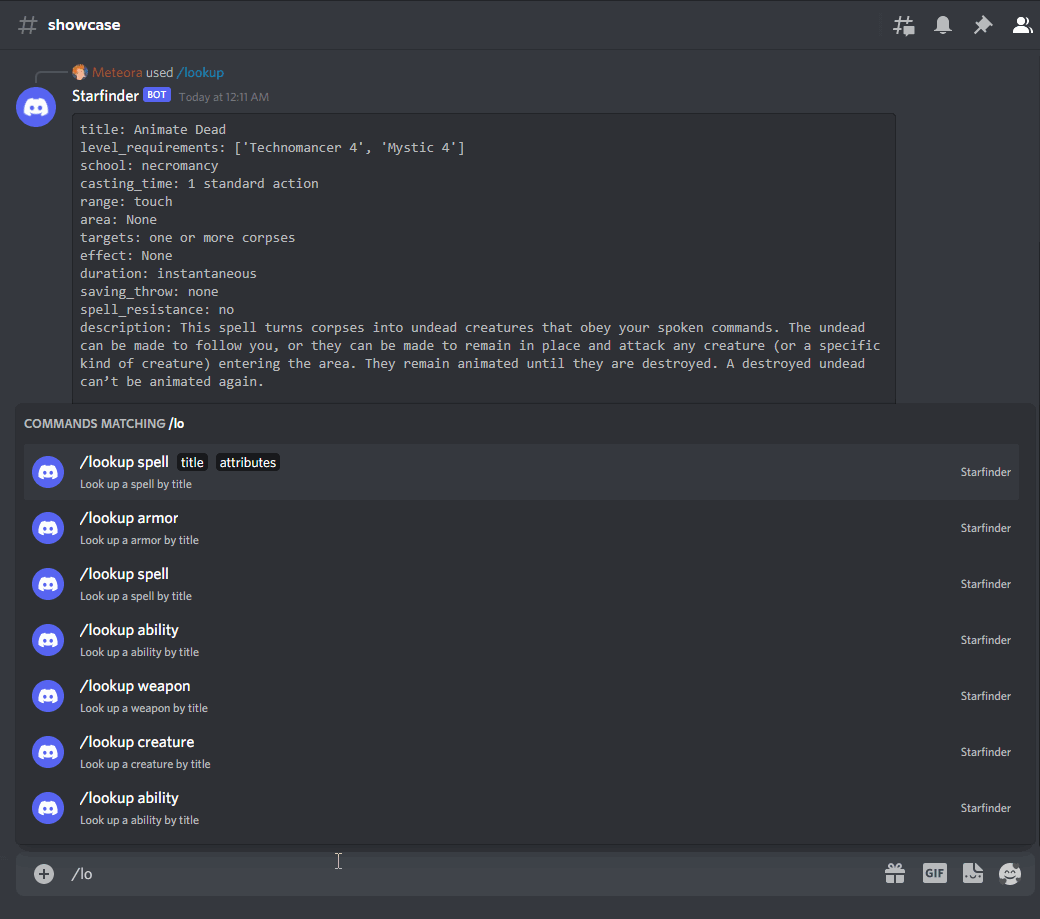 showcase
Meteora used /lookup
Starfinder BOT Today at 12:11 AM
title: Animate Dead
level_requirements: ['Technomancer 4', 'Mystic 4']
school: necromancy
casting_time: 1 standard action
range: touch
area: None
targets: one or more corpses
effect: None
duration: instantaneous
saving_throw: none
spell_resistance: no
description: This spell turns corpses into undead creatures that obey your spoken commands. The undead
can be made to follow you, or they can be made to remain in place and attack any creature (or a specific
kind of creature) entering the area. They remain animated until they are destroyed. A destroyed undead
can’t be animated again.
COMMANDS MATCHING /lo
/lookup spell title attributes
Look up a spell by title
Starfinder
/lookup armor
Look up a armor by title
Starfinder
/lookup spell
Look up a spell by title
Starfinder
/lookup ability
Look up a ability by title
Starfinder
/lookup weapon
Look up a weapon by title
Starfinder
/lookup creature
Look up a creature by title
Starfinder
/lookup ability
Look up a ability by title
Starfinder
/lo
GIF